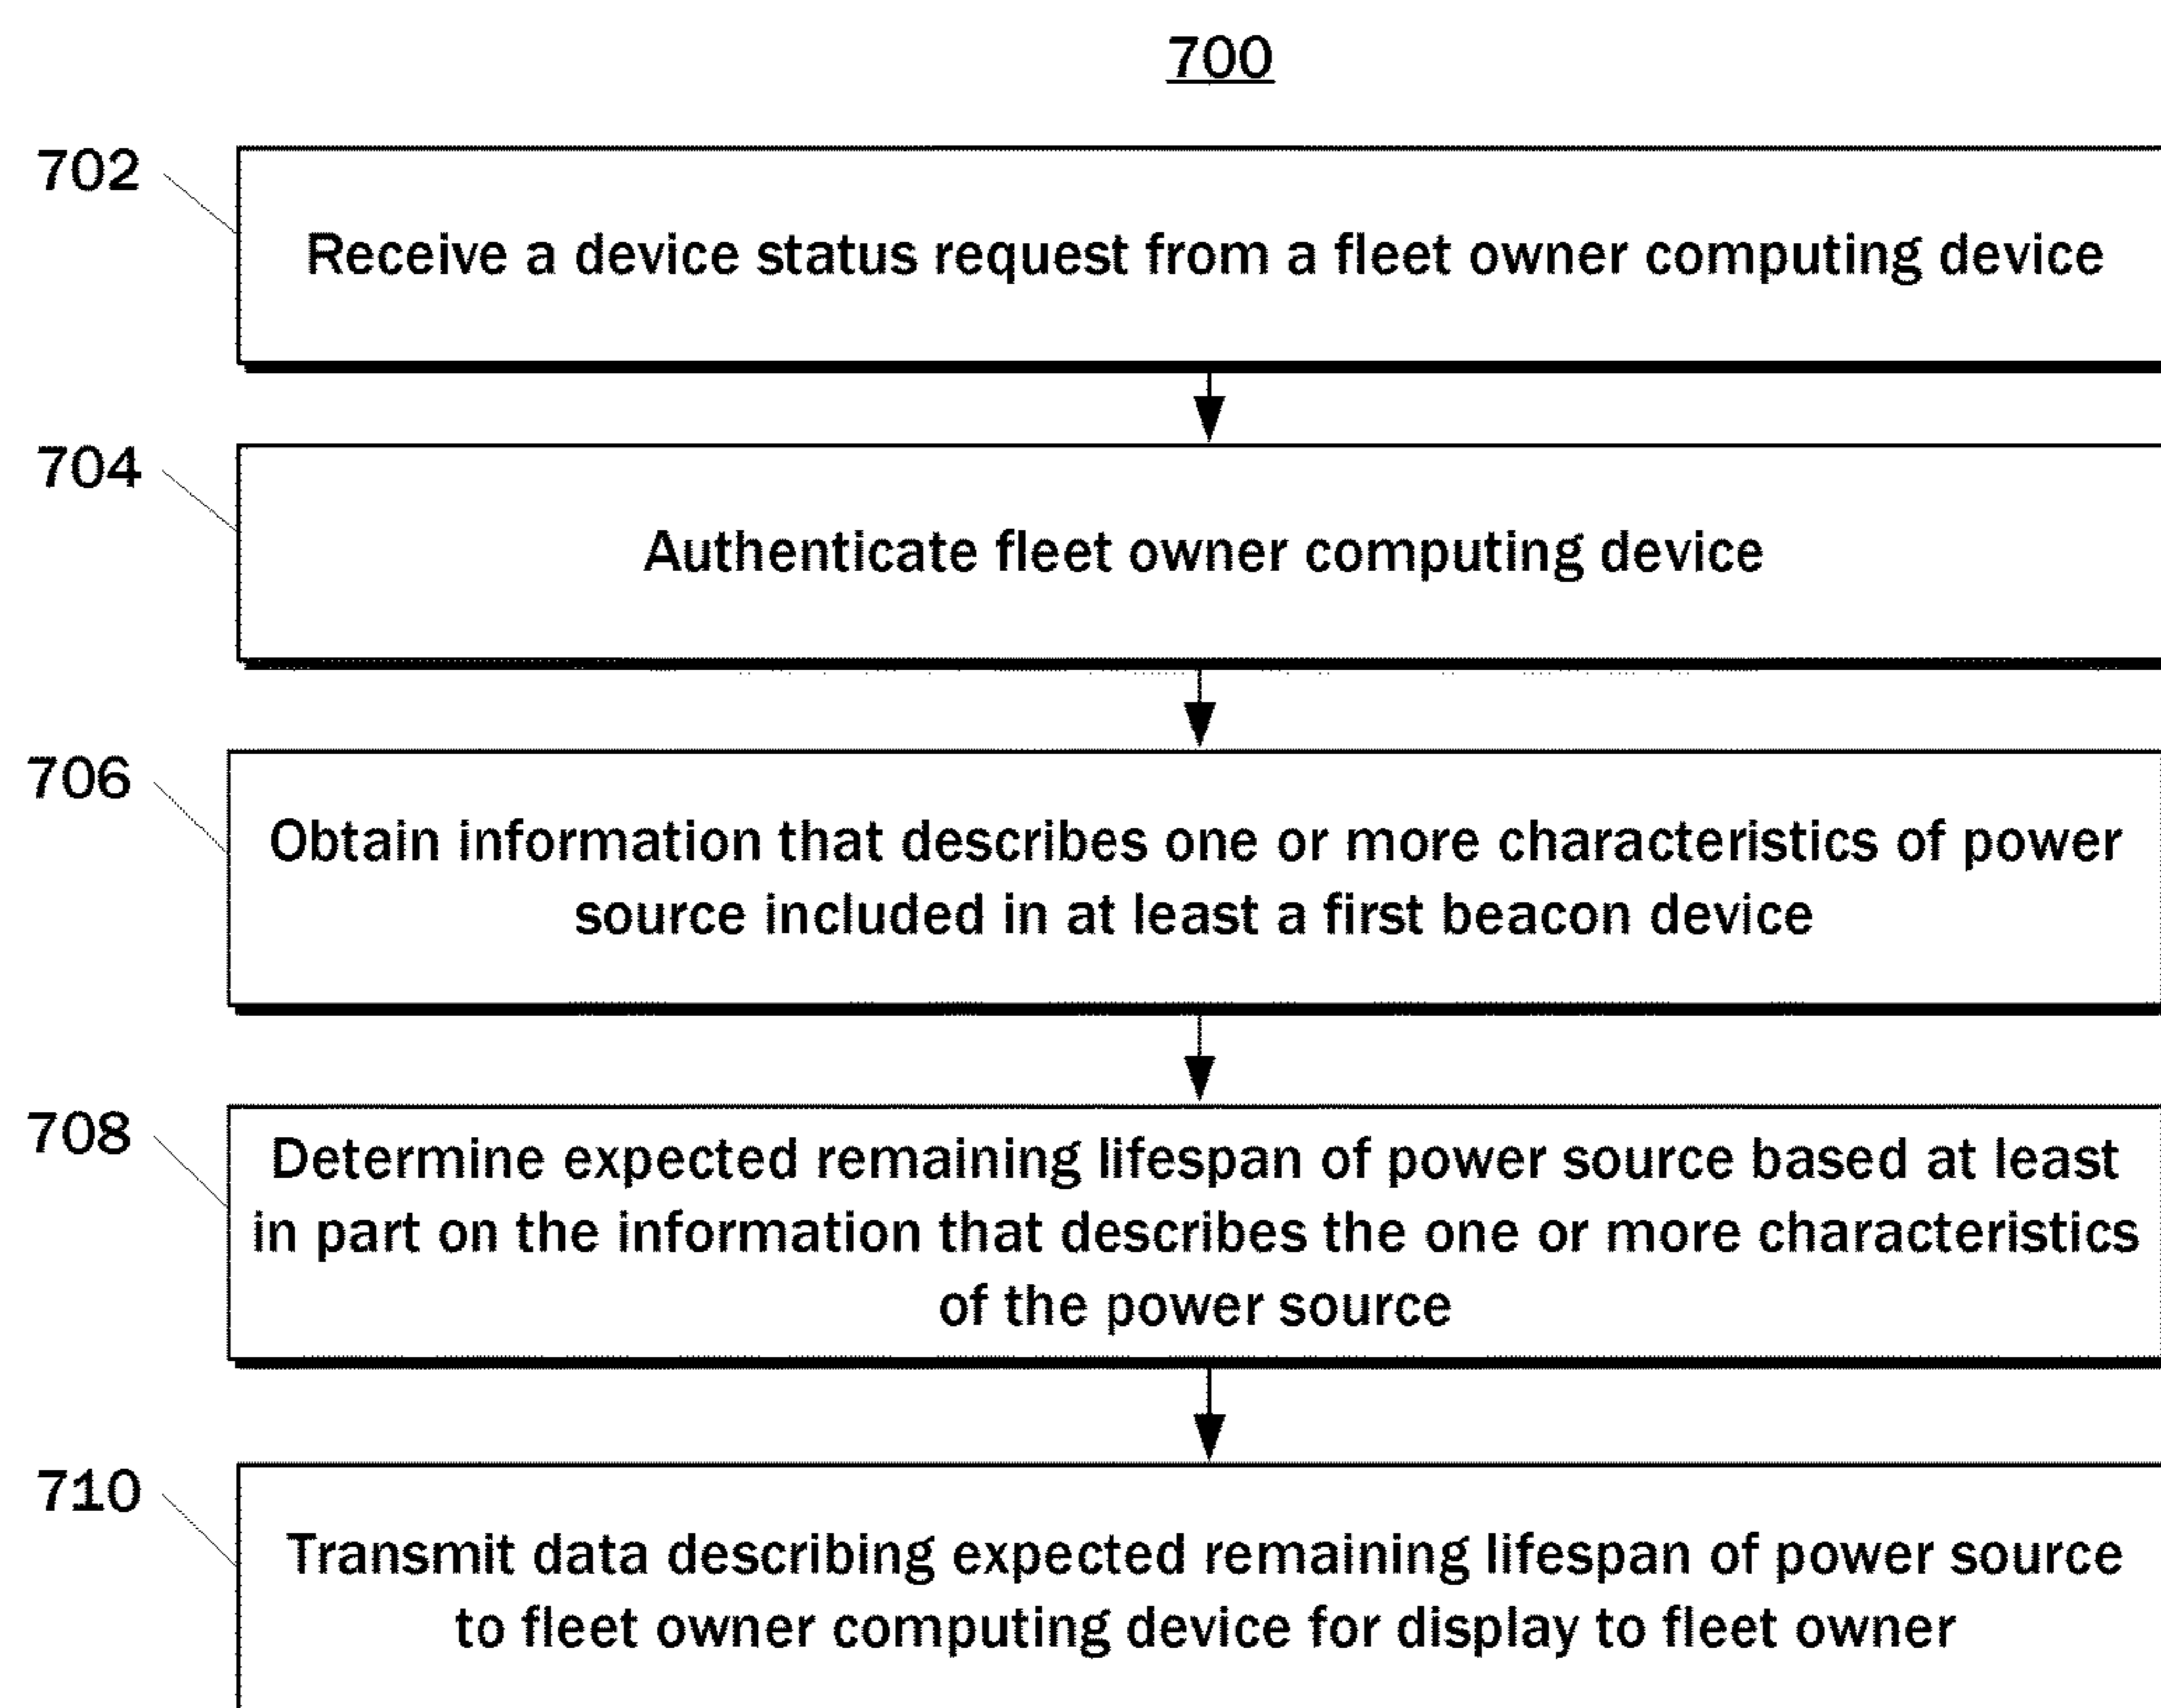 700
702
Receive a device status request from a fleet owner computing device
704
Authenticate fleet owner computing device
706
Obtain information that describes one or more characteristics of power
source included in at least a first beacon device
708
Determine expected remaining lifespan of power source based at least
in part on the information that describes the one or more characteristics
of the power source
710
Transmit data describing expected remaining lifespan of power source
to fleet owner computing device for display to fleet owner